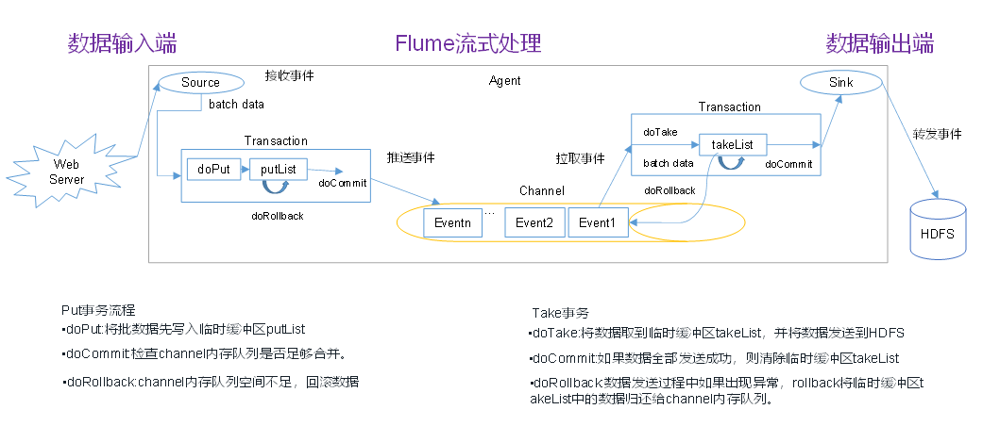 数据输入端
Flume流式处理
数据输出端
Source
接收事件
Agent
Sink
batch data
Transaction
doTake
takeList
batch data
doCommit
转发事件
Web
Server
Transaction
doPut
putList
doCommit
doRollback
推送事件
拉取事件
doRollback
Channel
Eventn
...
Event2
Event1
HDFS
Put事务流程
•doPut:将批数据先写入临时缓冲区putList
•doCommit:检查channel内存队列是否足够合并。
•doRollback:channel内存队列空间不足，回滚数据
Take事务
•doTake:将数据取到临时缓冲区takeList，并将数据发送到HDFS
•doCommit:如果数据全部发送成功，则清除临时缓冲区takeList
•doRollback:数据发送过程中如果出现异常，rollback将临时缓冲区t
akeList中的数据归还给channel内存队列。